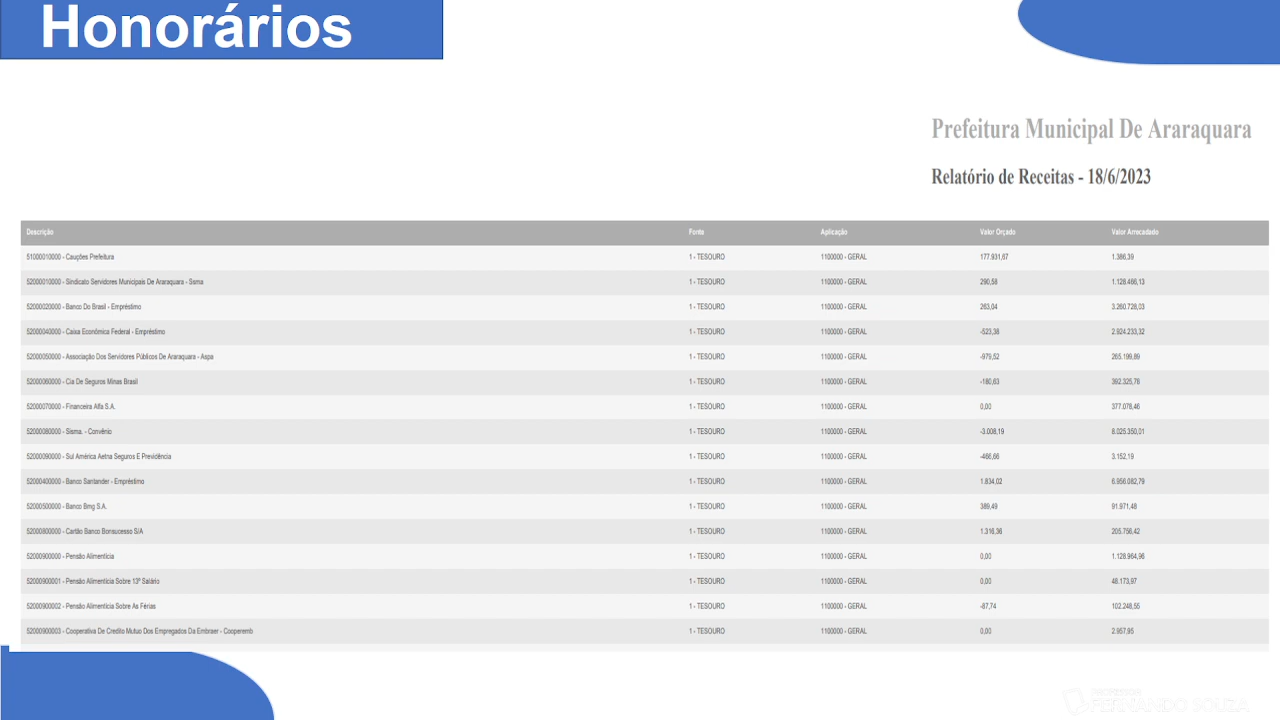 Honorários
Prefeitura Municipal De Araraquara
Relatório de Receitas - 18/6/2023
Descrição Fonte Aplicação Valor Orçado Valor Arrecadado
51000010000 - Cauções Prefeitura 1 - TESOURO 1100000 - GERAL 177.931,67 1.386,39
52000010000 - Sindicato Servidores Municipais De Araraquara - Ssma 1 - TESOURO 1100000 - GERAL 290,58 1.128.466,13
52000020000 - Banco Do Brasil - Empréstimo 1 - TESOURO 1100000 - GERAL 263,04 3.260.728,03
52000040000 - Caixa Econômica Federal - Empréstimo 1 - TESOURO 1100000 - GERAL -523,38 2.924.233,32
52000050000 - Associação Dos Servidores Públicos De Araraquara - Aspa 1 - TESOURO 1100000 - GERAL -979,52 265.199,89
52000060000 - Cia De Seguros Minas Brasil 1 - TESOURO 1100000 - GERAL -180,63 392.325,78
52000070000 - Financeira Alfa S.A. 1 - TESOURO 1100000 - GERAL 0,00 377.078,46
52000080000 - Sisma. - Convênio 1 - TESOURO 1100000 - GERAL -3.008,19 8.025.350,01
52000090000 - Sul América Aetna Seguros E Previdência 1 - TESOURO 1100000 - GERAL -466,66 3.152,19
52000400000 - Banco Santander - Empréstimo 1 - TESOURO 1100000 - GERAL 1.834,02 6.956.082,79
52000500000 - Banco Bmg S.A. 1 - TESOURO 1100000 - GERAL 389,49 91.971,48
52000800000 - Cartão Banco Bonsucesso S/A 1 - TESOURO 1100000 - GERAL 1.316,36 205.756,42
52000900000 - Pensão Alimentícia 1 - TESOURO 1100000 - GERAL 0,00 1.128.964,96
52000900001 - Pensão Alimentícia Sobre 13º Salário 1 - TESOURO 1100000 - GERAL 0,00 48.173,97
52000900002 - Pensão Alimentícia Sobre As Férias 1 - TESOURO 1100000 - GERAL -87,74 102.246,55
52000900003 - Cooperativa De Credito Mutuo Dos Empregados Da Embraer - Cooperemb 1 - TESOURO 1100000 - GERAL 0,00 2.957,95
PROFESSOR
FERNANDO SOUZA